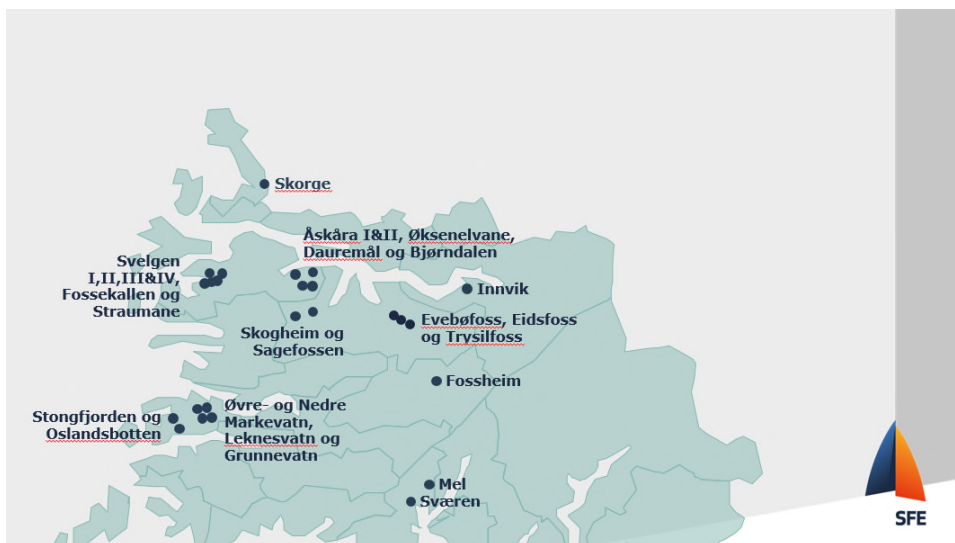 Skorge
Åskåra I&II, Øksenelvane,
Dauremål og Bjørndalen
Svelgen
I,II,III&IV,
Fossekallen og
Straumane
Innvik
Evebøfoss, Eidsfoss
og Trysilfoss
Skogheim og
Sagefossen
Fossheim
Øvre- og Nedre
Markevatn,
Leknesvatn og
Grunnevatn
Stongfjorden og
Oslandsbotten
Mel
Sværen
SFE